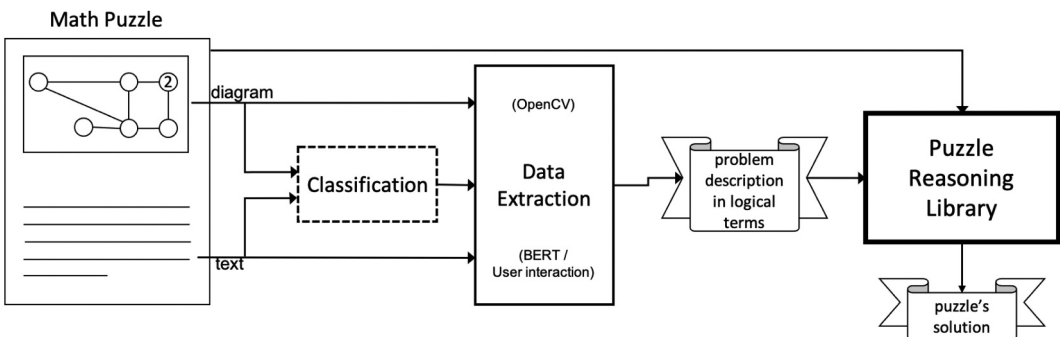 Math Puzzle
2
diagram
text
Classification
(OpenCV)
Data
Extraction
(BERT /
User interaction)
problem
description
in logical
terms
Puzzle
Reasoning
Library
puzzle's
solution